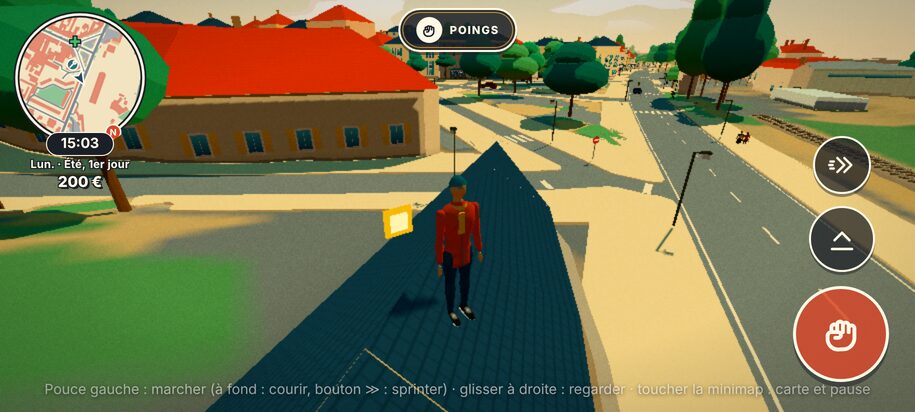 POINGS
N
15:03
Lun. · Été, 1er jour
200 €
1
Pouce gauche : marcher (à fond : courir, bouton ≫ : sprinter) · glisser à droite : regarder · toucher la minimap : carte et pause